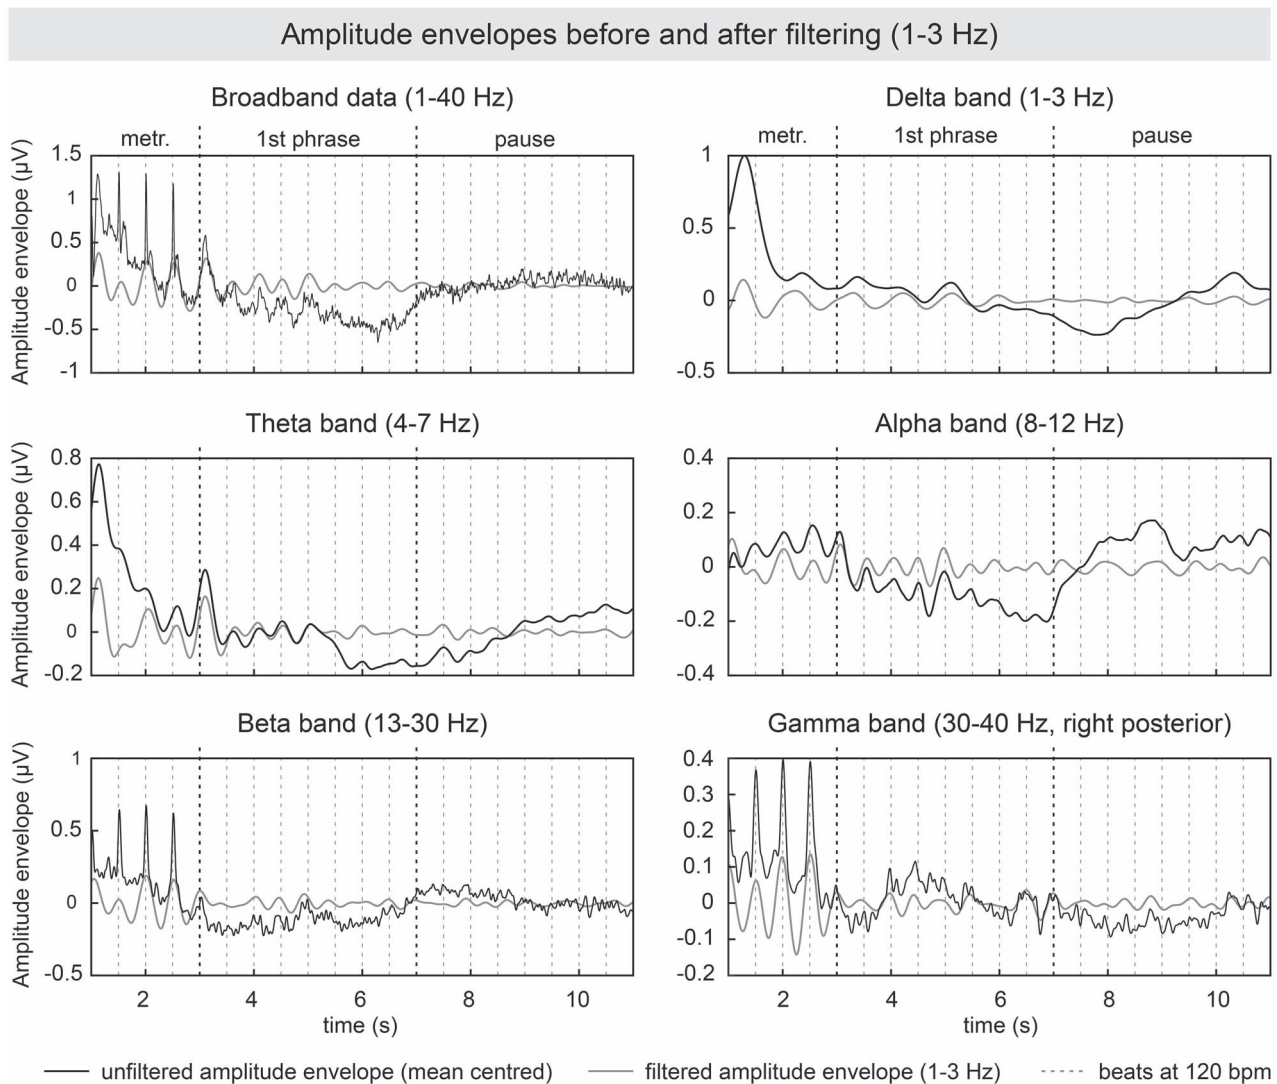 Amplitude envelopes before and after filtering (1-3 Hz)
Broadband data (1-40 Hz)
metr. 1st phrase pause
Amplitude envelope (µV)
1.5
1
0.5
0
-0.5
-1
Delta band (1-3 Hz)
metr. 1st phrase pause
1
0.5
0
-0.5
Theta band (4-7 Hz)
Amplitude envelope (µV)
0.8
0.6
0.4
0.2
0
-0.2
Alpha band (8-12 Hz)
0.4
0.2
0
-0.2
-0.4
Beta band (13-30 Hz)
Amplitude envelope (µV)
1
0.5
0
-0.5
2 4 6 8 10
time (s)
Gamma band (30-40 Hz, right posterior)
0.4
0.3
0.2
0.1
0
-0.1
-0.2
2 4 6 8 10
time (s)
unfiltered amplitude envelope (mean centred) filtered amplitude envelope (1-3 Hz) beats at 120 bpm